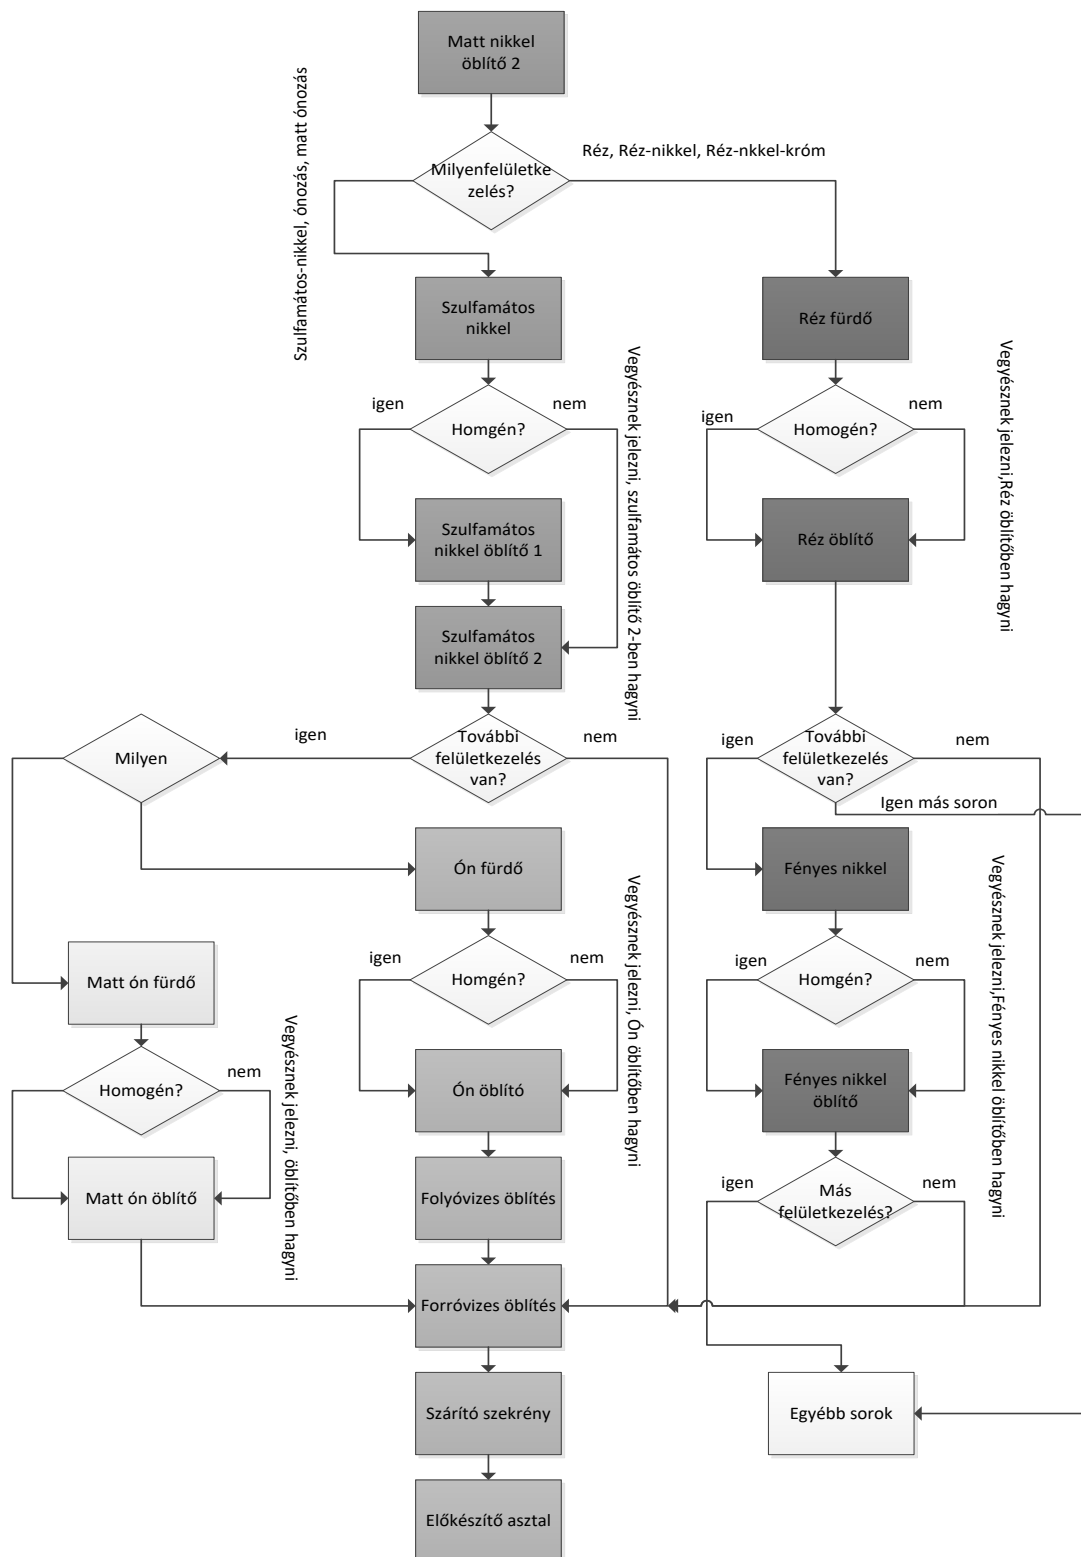 Matt nikkel
öblítő 2
Szulfamátos-nikkel, ónozás, matt ónozás
Milyenfelületke
zelés?
Réz, Réz-nikkel, Réz-nkkel-króm
Szulfamátos
nikkel
Réz fürdő
igen
Homgén?
nem
Vegyésznek jelezni, szulfamátos öblítő 2-ben hagyni
igen
Homogén?
nem
Vegyésznek jelezni,Réz öblítőben hagyni
Szulfamátos
nikkel öblítő 1
Réz öblítő
Szulfamátos
nikkel öblítő 2
Milyen
igen
További
felületkezelés
van?
nem
igen
További
felületkezelés
van?
nem
Igen más soron
Ón fürdő
Vegyésznek jelezni, Ón öblítőben hagyni
Fényes nikkel
Vegyésznek jelezni,Fényes nikkel öblítőben hagyni
Matt ón fürdő
igen
Homgén?
nem
igen
Homgén?
nem
Homogén?
nem
Vegyésznek jelezni, öblítőben hagyni
Ón öblító
Fényes nikkel
öblítő
Matt ón öblítő
Folyóvizes öblítés
igen
Más
felületkezelés?
nem
Forróvizes öblítés
Szárító szekrény
Egyébb sorok
Előkészítő asztal